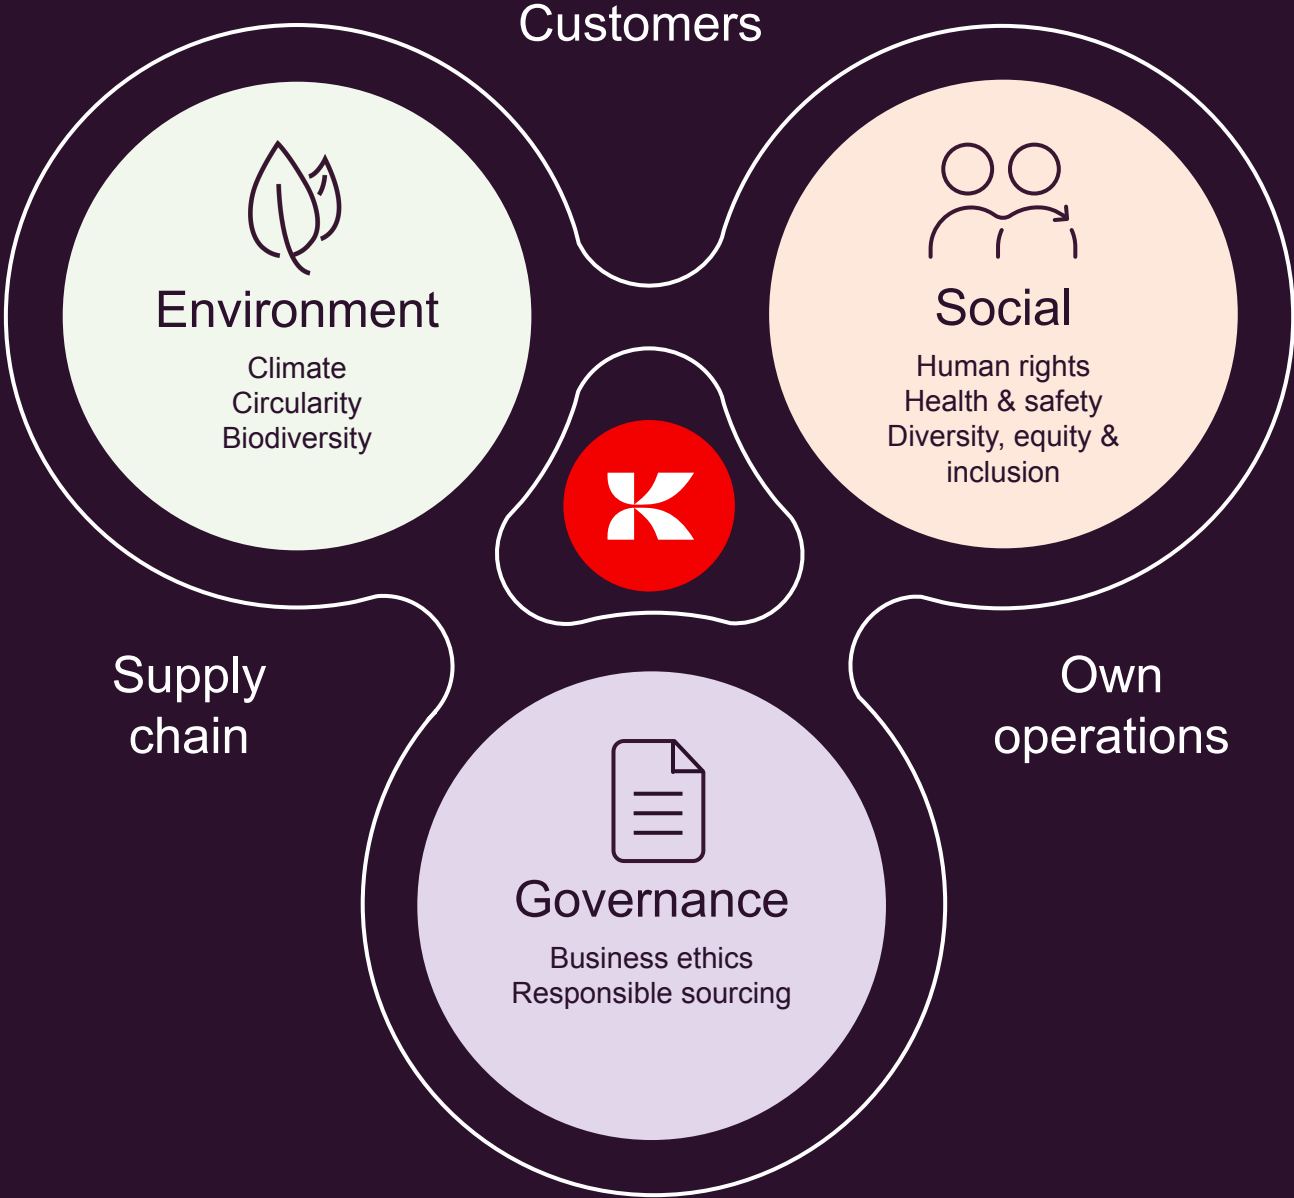 Customers
Environment
Climate
Circularity
Biodiversity
Social
Human rights
Health & safety
Diversity, equity &
inclusion
Supply
chain
Own
operations
Governance
Business ethics
Responsible sourcing